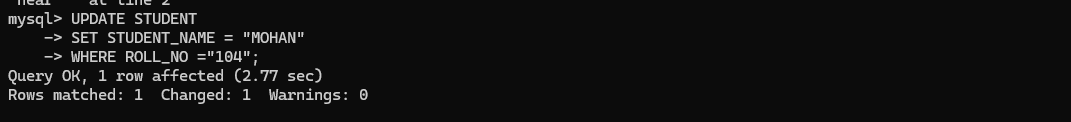 near    at line 2
mysql> UPDATE STUDENT
    -> SET STUDENT_NAME = "MOHAN"
    -> WHERE ROLL_NO ="104";
Query OK, 1 row affected (2.77 sec)
Rows matched: 1  Changed: 1  Warnings: 0